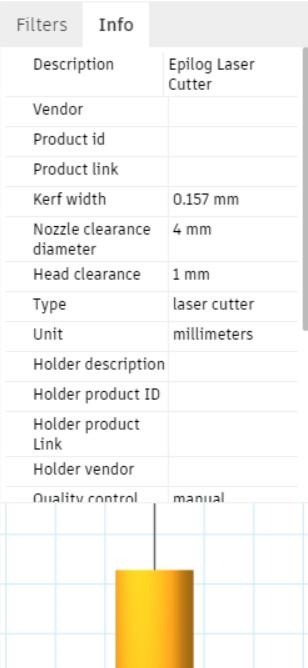 Filters Info
Description Epilog Laser
Cutter
Vendor
Product id
Product link
Kerf width 0.157 mm
Nozzle clearance 4 mm
diameter
Head clearance 1 mm
Type laser cutter
Unit millimeters
Holder description
Holder product ID
Holder product
Link
Holder vendor
Quality control manual